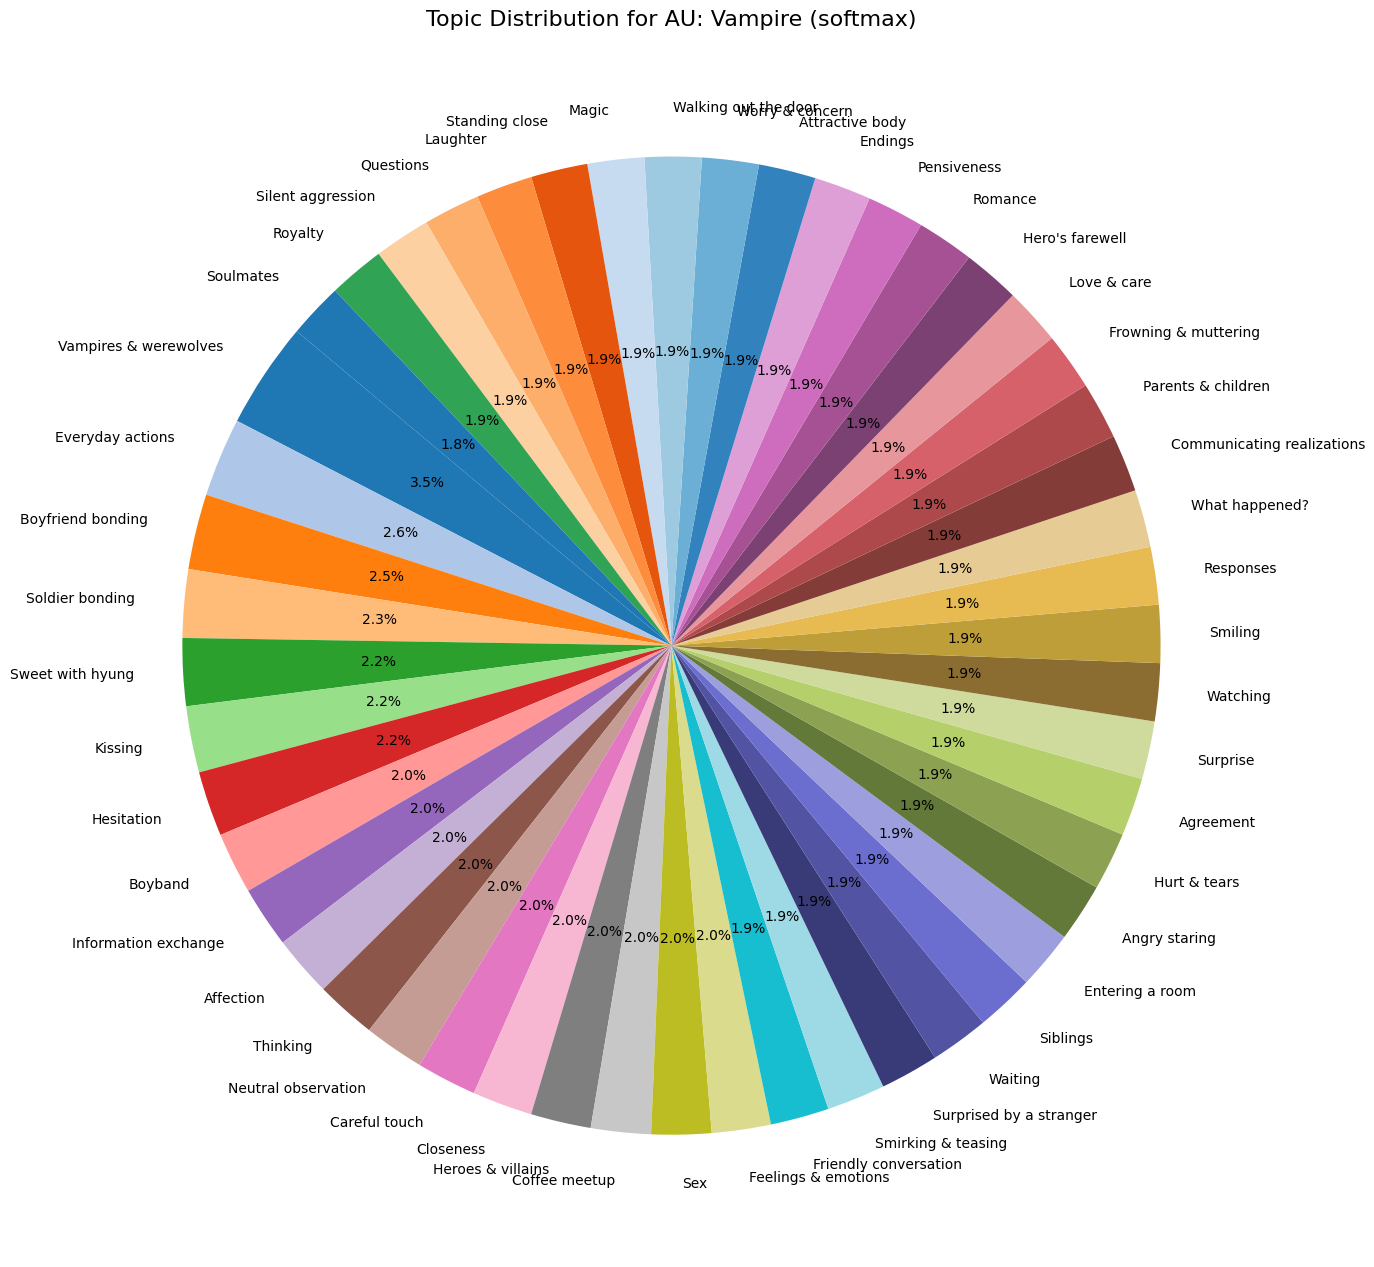 Topic Distribution for AU: Vampire (softmax)
Vampires & werewolves
3.5%
Everyday actions
2.6%
Boyfriend bonding
2.5%
Soldier bonding
2.3%
Sweet with hyung
2.2%
Kissing
2.2%
Hesitation
2.2%
Boyband
2.0%
Information exchange
2.0%
Affection
2.0%
Thinking
2.0%
Neutral observation
2.0%
Careful touch
2.0%
Closeness
2.0%
Heroes & villains
2.0%
Coffee meetup
2.0%
Sex
2.0%
Feelings & emotions
2.0%
Friendly conversation
1.9%
Smirking & teasing
1.9%
Surprised by a stranger
1.9%
Waiting
1.9%
Siblings
1.9%
Entering a room
1.9%
Angry staring
1.9%
Hurt & tears
1.9%
Agreement
1.9%
Surprise
1.9%
Watching
1.9%
Smiling
1.9%
Responses
1.9%
What happened?
1.9%
Communicating realizations
1.9%
Parents & children
1.9%
Frowning & muttering
1.9%
Love & care
1.9%
Hero's farewell
1.9%
Romance
1.9%
Pensiveness
1.9%
Endings
1.9%
Attractive body
1.9%
Worry & concern
1.9%
Walking out the door
1.9%
Magic
1.9%
Standing close
1.9%
Laughter
1.9%
Questions
1.9%
Silent aggression
1.9%
Royalty
1.9%
Soulmates
1.8%